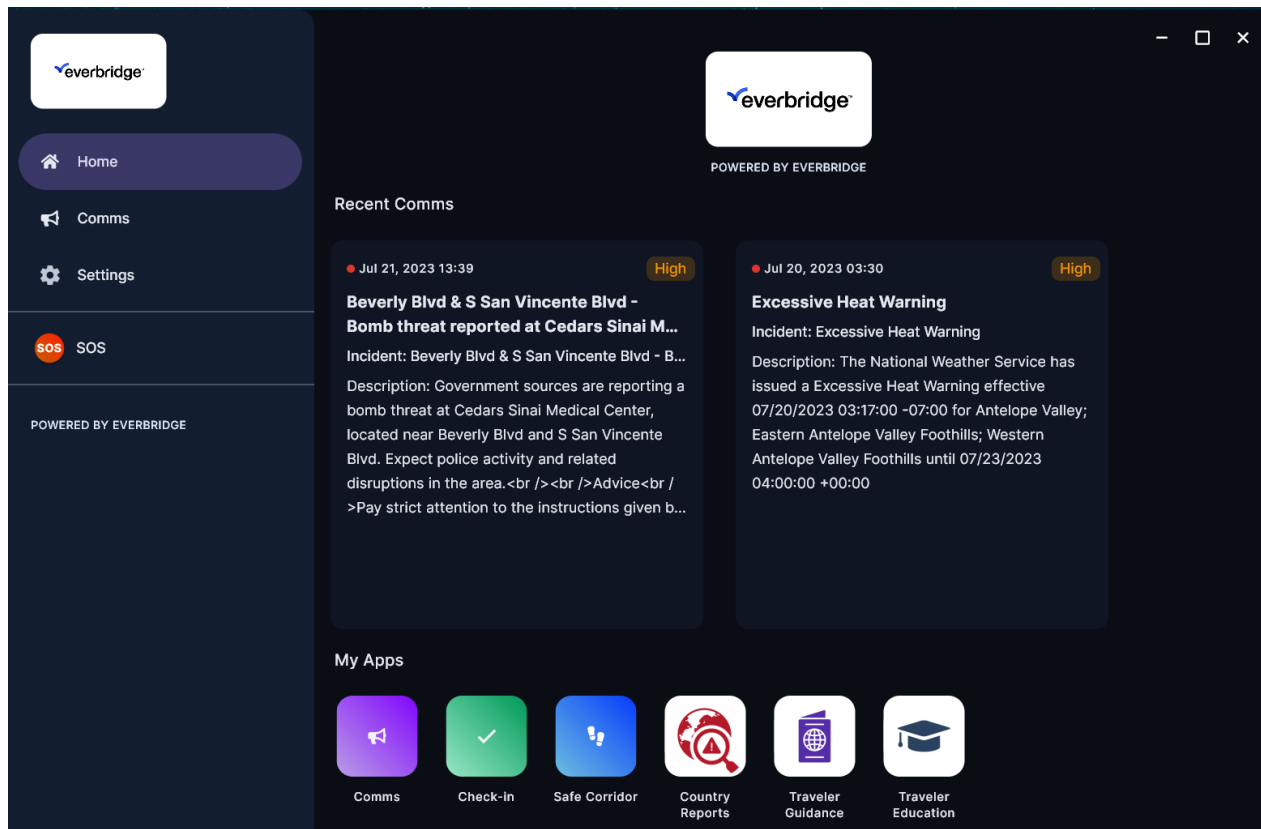 everbridge
Home
Comms
Settings
SOS SOS
POWERED BY EVERBRIDGE
everbridge™
POWERED BY EVERBRIDGE
Recent Comms
Jul 21, 2023 13:39 High
Beverly Blvd & S San Vincente Blvd -
Bomb threat reported at Cedars Sinai M...
Incident: Beverly Blvd & S San Vincente Blvd - B...
Description: Government sources are reporting a
bomb threat at Cedars Sinai Medical Center,
located near Beverly Blvd and S San Vincente
Blvd. Expect police activity and related
disruptions in the area.<br /><br />Advice<br /
>Pay strict attention to the instructions given b...
Jul 20, 2023 03:30 High
Excessive Heat Warning
Incident: Excessive Heat Warning
Description: The National Weather Service has
issued a Excessive Heat Warning effective
07/20/2023 03:17:00 -07:00 for Antelope Valley;
Eastern Antelope Valley Foothills; Western
Antelope Valley Foothills until 07/23/2023
04:00:00 +00:00
My Apps
Comms
Check-in
Safe Corridor
Country
Reports
Traveler
Guidance
Traveler
Education